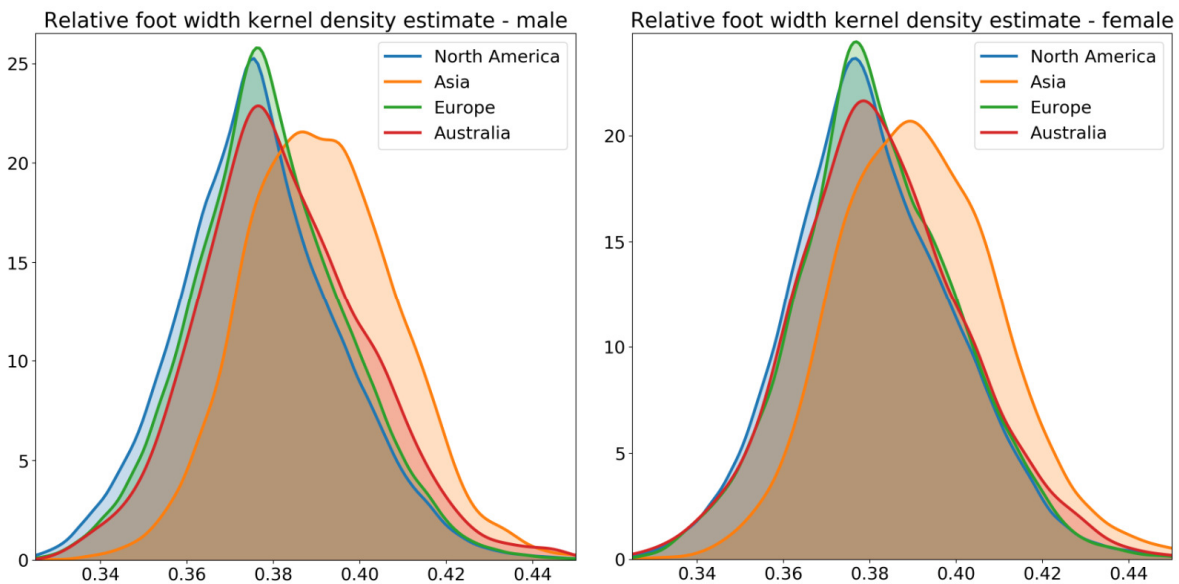 Relative foot width kernel density estimate - male
North America
Asia
Europe
Australia
25
20
15
10
5
0
0.34 0.36 0.38 0.40 0.42 0.44
Relative foot width kernel density estimate - female
North America
Asia
Europe
Australia
20
15
10
5
0
0.34 0.36 0.38 0.40 0.42 0.44